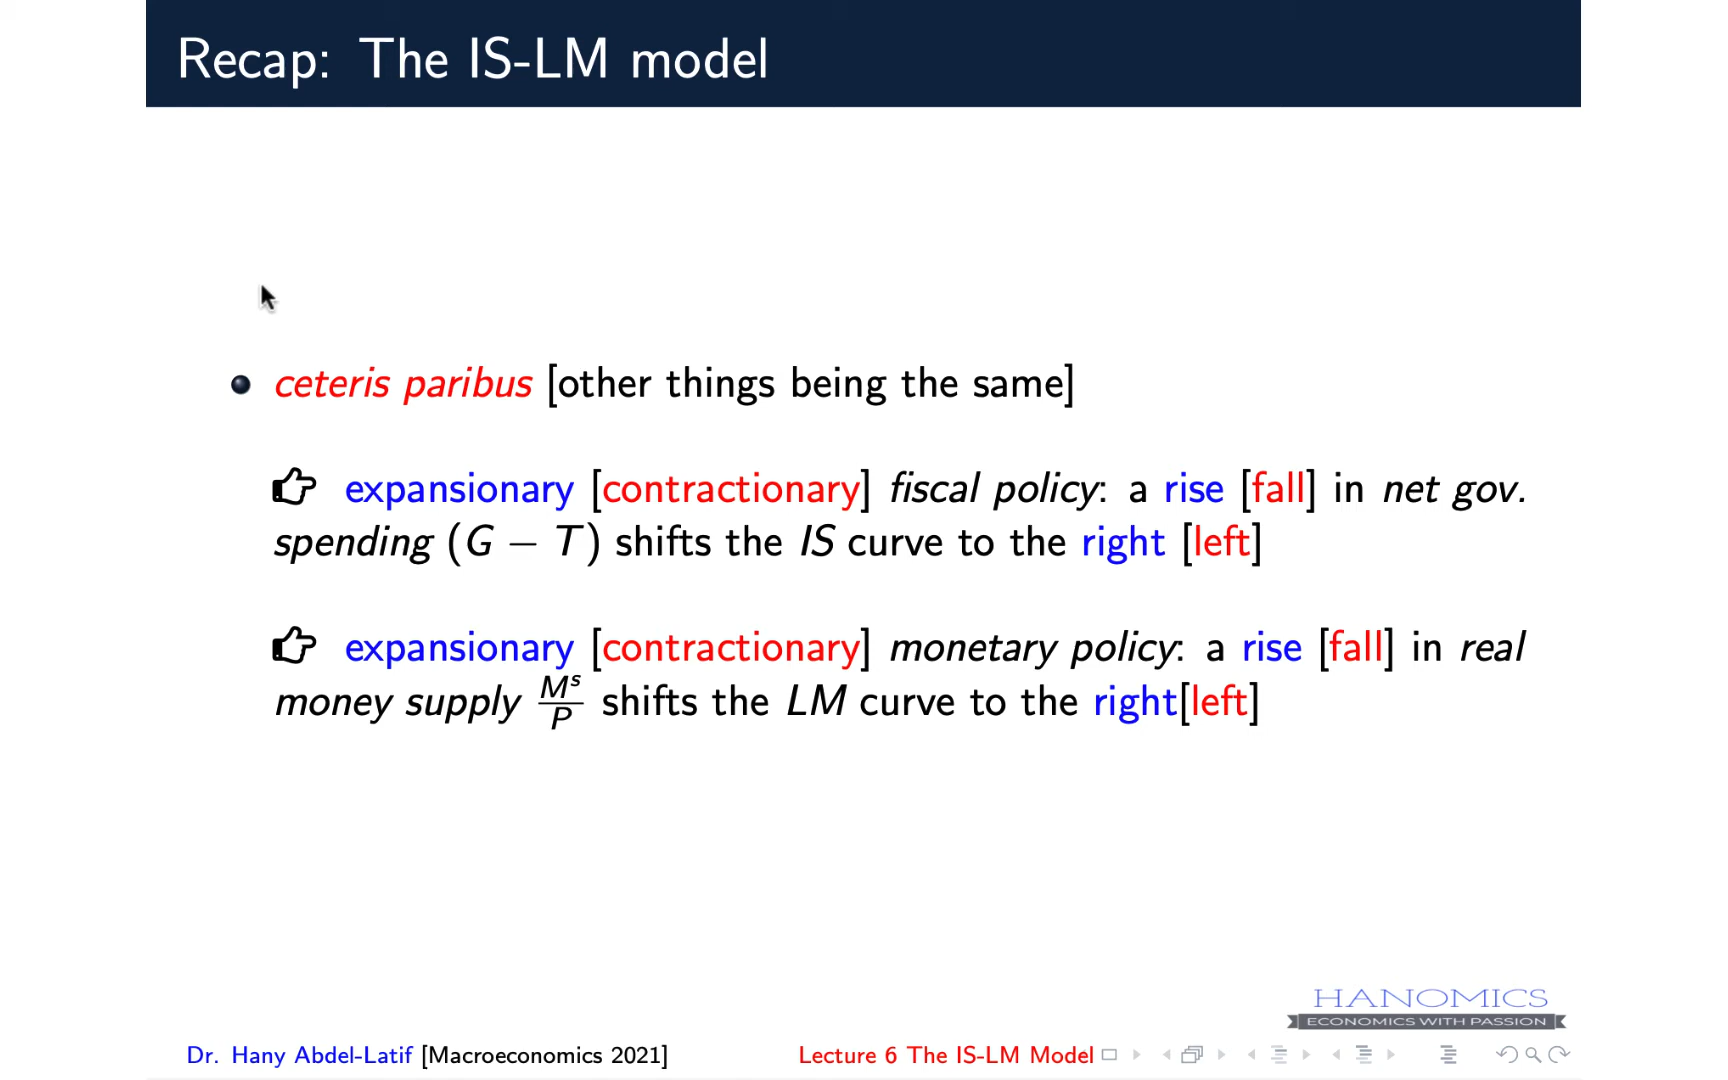 Recap: The IS-LM model
ceteris paribus [other things being the same]
expansionary [contractionary] fiscal policy: a rise [fall] in net gov.
spending (G − T) shifts the IS curve to the right [left]
expansionary [contractionary] monetary policy: a rise [fall] in real
money supply M^s/P shifts the LM curve to the right[left]
HANOMICS
ECONOMICS WITH PASSION
Dr. Hany Abdel-Latif [Macroeconomics 2021] Lecture 6 The IS-LM Model